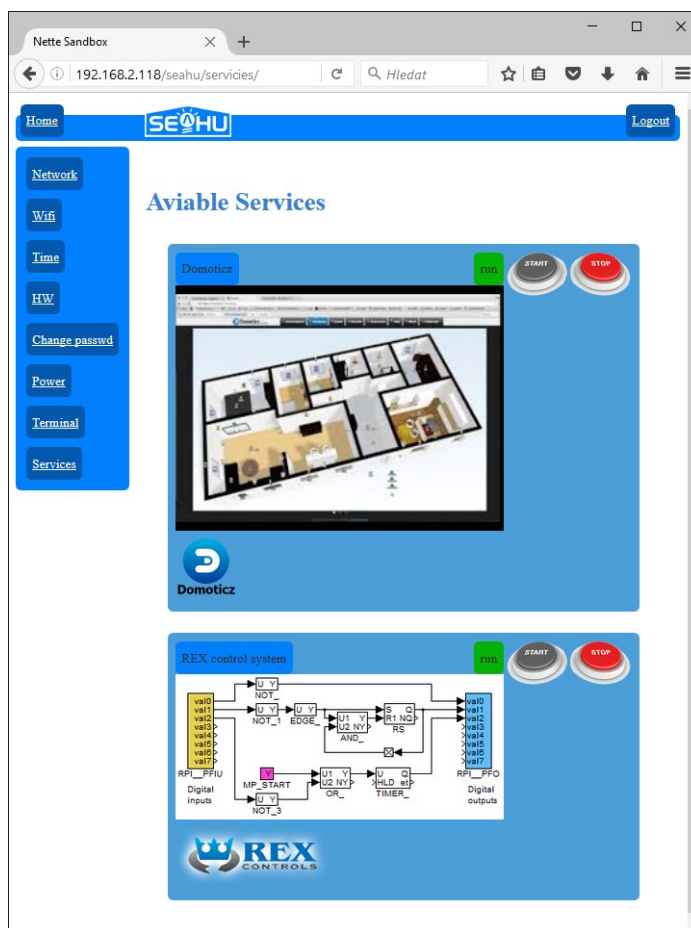 Nette Sandbox
192.168.2.118/seahu/servicies/
Hledat
Home
SEAHU
Logout
Network
Wifi
Time
HW
Change passwd
Power
Terminal
Services
Aviable Services
Domoticz
run
START
STOP
Domoticz
REX control system
run
START
STOP
U Y
NOT_
val0
val1
val2
val3
val4
val5
val6
val7
RPI__PFIU
Digital
inputs
U Y
NOT_1
U Y
EDGE_
U1 Y
U2 NY
AND_
S Q
R1 NQ
RS
Y
MP_START
U Y
NOT_3
U1 Y
U2 NY
OR_
U Q
HLD et
TIMER_
val0
val1
val2
val3
val4
val5
val6
val7
RPI__PFO
Digital
outputs
REX
CONTROLS